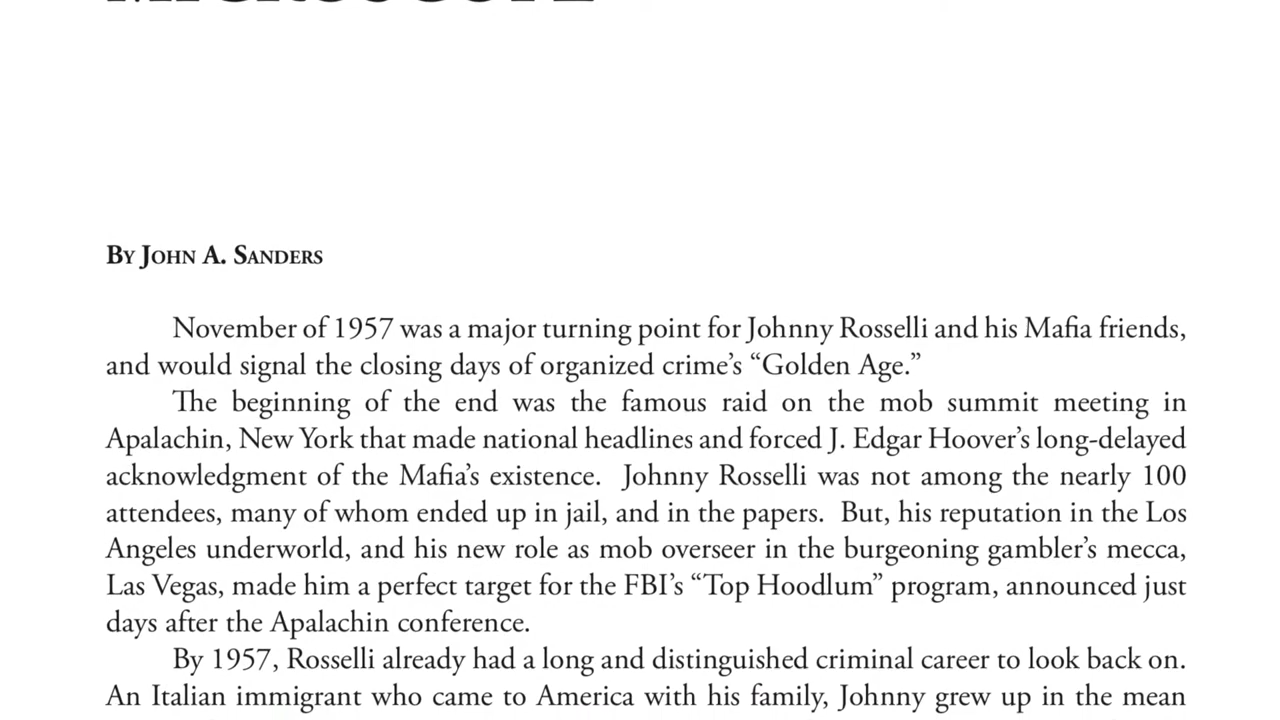 By John A. Sanders
November of 1957 was a major turning point for Johnny Rosselli and his Mafia friends,
and would signal the closing days of organized crime’s “Golden Age.”
The beginning of the end was the famous raid on the mob summit meeting in
Apalachin, New York that made national headlines and forced J. Edgar Hoover’s long-delayed
acknowledgment of the Mafia’s existence.  Johnny Rosselli was not among the nearly 100
attendees, many of whom ended up in jail, and in the papers.  But, his reputation in the Los
Angeles underworld, and his new role as mob overseer in the burgeoning gambler’s mecca,
Las Vegas, made him a perfect target for the FBI’s “Top Hoodlum” program, announced just
days after the Apalachin conference.
By 1957, Rosselli already had a long and distinguished criminal career to look back on.
An Italian immigrant who came to America with his family, Johnny grew up in the mean